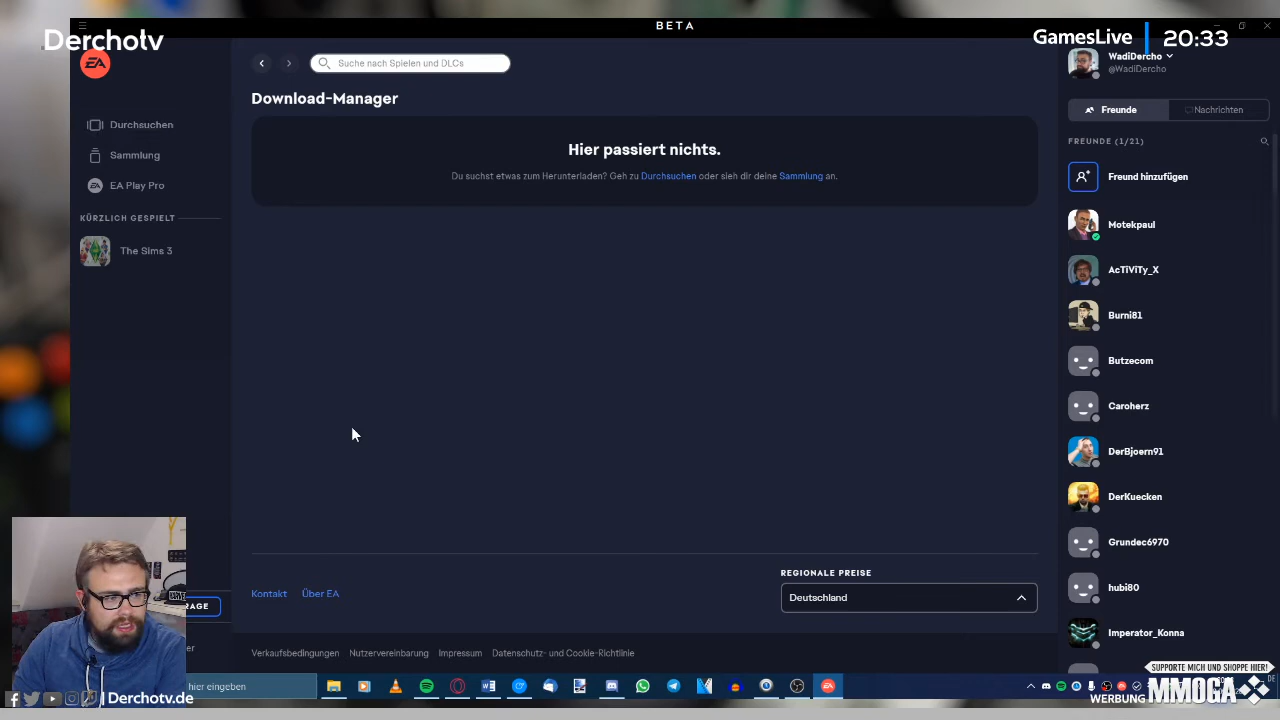 BETA
Derchotv
GamesLive
20:33
EA
Suche nach Spielen und DLCs
WadiDercho
@WadiDercho
Download-Manager
Freunde
Nachrichten
Durchsuchen
Sammlung
EA Play Pro
KÜRZLICH GESPIELT
The Sims 3
Hier passiert nichts.
Du suchst etwas zum Herunterladen? Geh zu Durchsuchen oder sieh dir deine Sammlung an.
FREUNDE (1/21)
Freund hinzufügen
Motekpaul
AcTiViTy_X
Burni81
Butzecom
Caroherz
DerBjoern91
DerKuecken
Grundec6970
hubi80
Imperator_Konna
REGIONALE PREISE
Deutschland
Kontakt
Über EA
RAGE
Verkaufsbedingungen
Nutzervereinbarung
Impressum
Datenschutz- und Cookie-Richtlinie
hier eingeben
Derchotv.de
SUPPORTE MICH UND SHOPPE HIER!
WERBUNG
MMOGA
DE